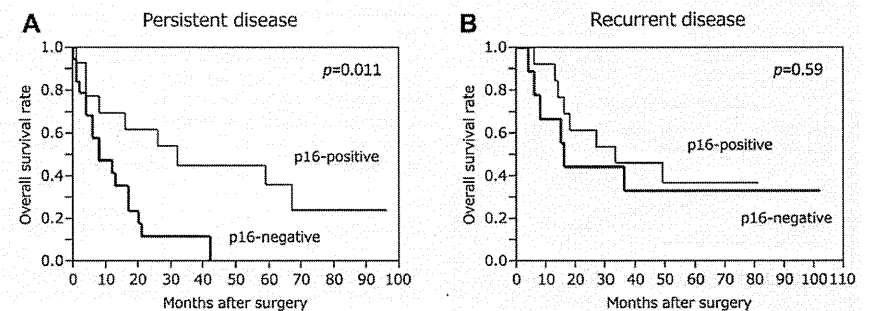 A
Persistent disease
1.0
0.8
0.6
0.4
0.2
0.0
Overall survival rate
p=0.011
p16-positive
p16-negative
0 10 20 30 40 50 60 70 80 90 100
Months after surgery
B
Recurrent disease
1.0
0.8
0.6
0.4
0.2
0.0
Overall survival rate
p=0.59
p16-positive
p16-negative
0 10 20 30 40 50 60 70 80 90 100 110
Months after surgery